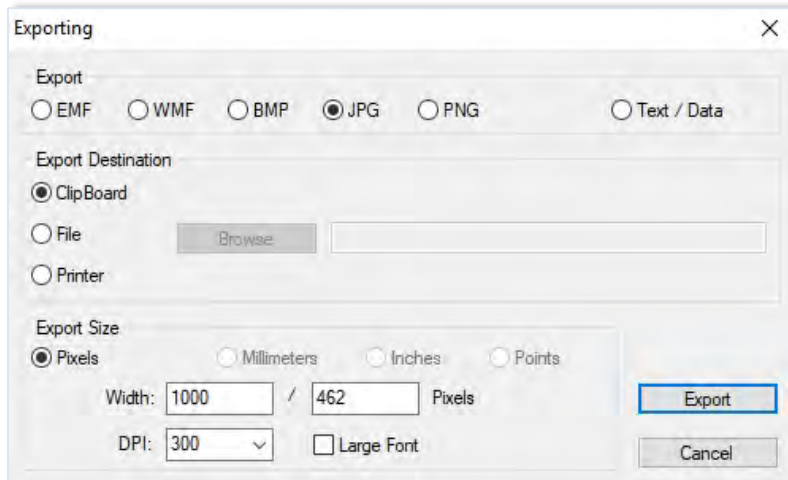 Exporting
Export
EMF WMF BMP JPG PNG Text / Data
Export Destination
ClipBoard
File Browse
Printer
Export Size
Pixels Millimeters Inches Points
Width: 1000 / 462 Pixels Export
DPI: 300 Large Font Cancel